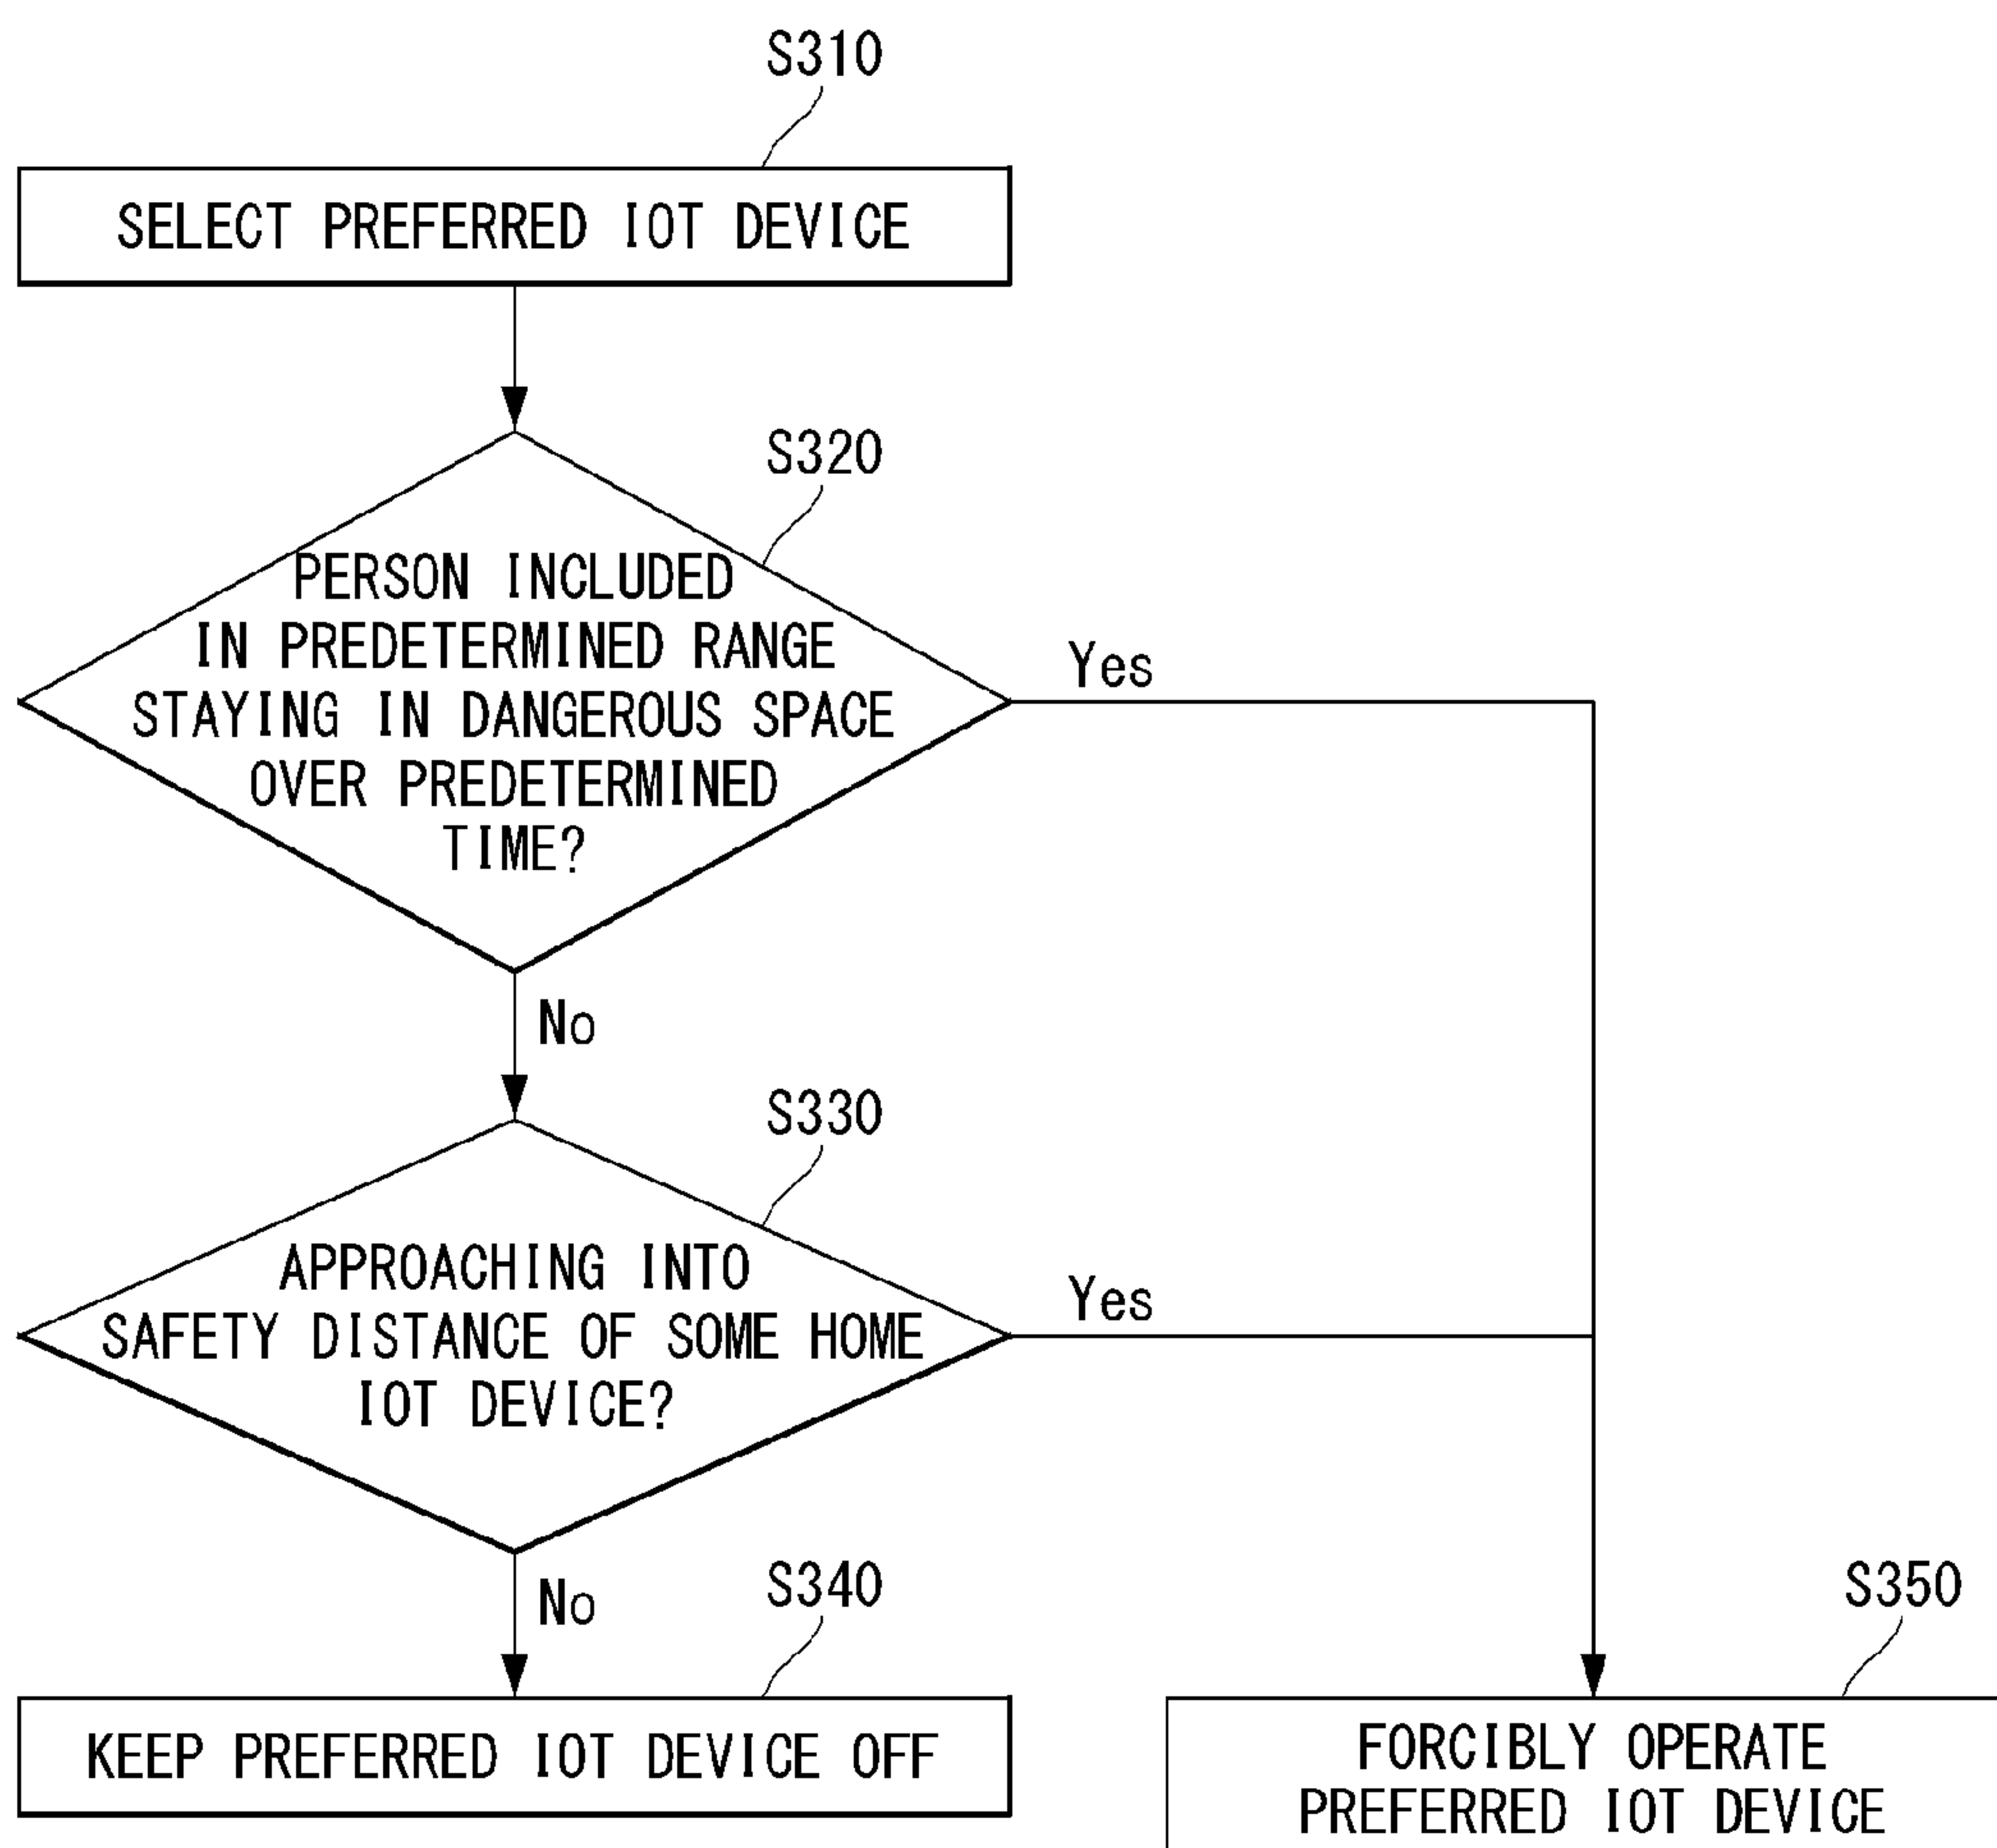 S310
SELECT PREFERRED IOT DEVICE
S320
PERSON INCLUDED
IN PREDETERMINED RANGE
STAYING IN DANGEROUS SPACE
OVER PREDETERMINED
TIME?
Yes
No
S330
APPROACHING INTO
SAFETY DISTANCE OF SOME HOME
IOT DEVICE?
Yes
No
S340
KEEP PREFERRED IOT DEVICE OFF
S350
FORCIBLY OPERATE
PREFERRED IOT DEVICE